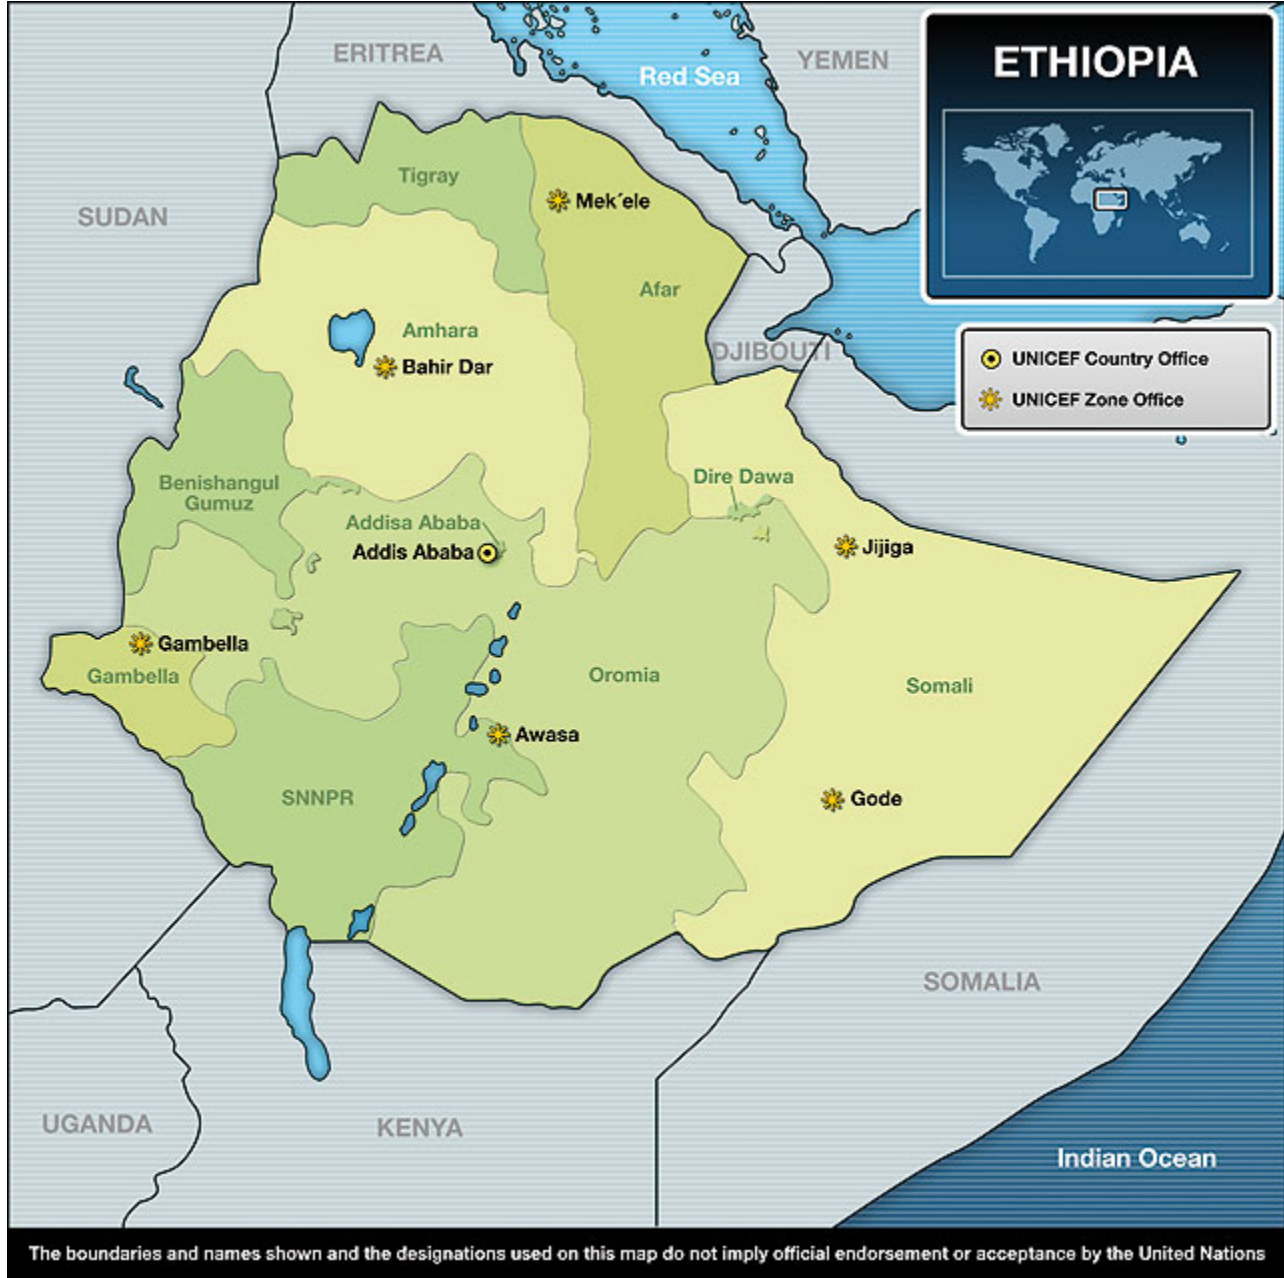 ERITREA
YEMEN
Red Sea
ETHIOPIA
Tigray
Mek´ele
SUDAN
Afar
Amhara
Bahir Dar
DJIBOUTI
UNICEF Country Office
UNICEF Zone Office
Benishangul
Gumuz
Dire Dawa
Addisa Ababa
Addis Ababa
Jijiga
Gambella
Gambella
Oromia
Somali
Awasa
SNNPR
Gode
SOMALIA
UGANDA
KENYA
Indian Ocean
The boundaries and names shown and the designations used on this map do not imply official endorsement or acceptance by the United Nations